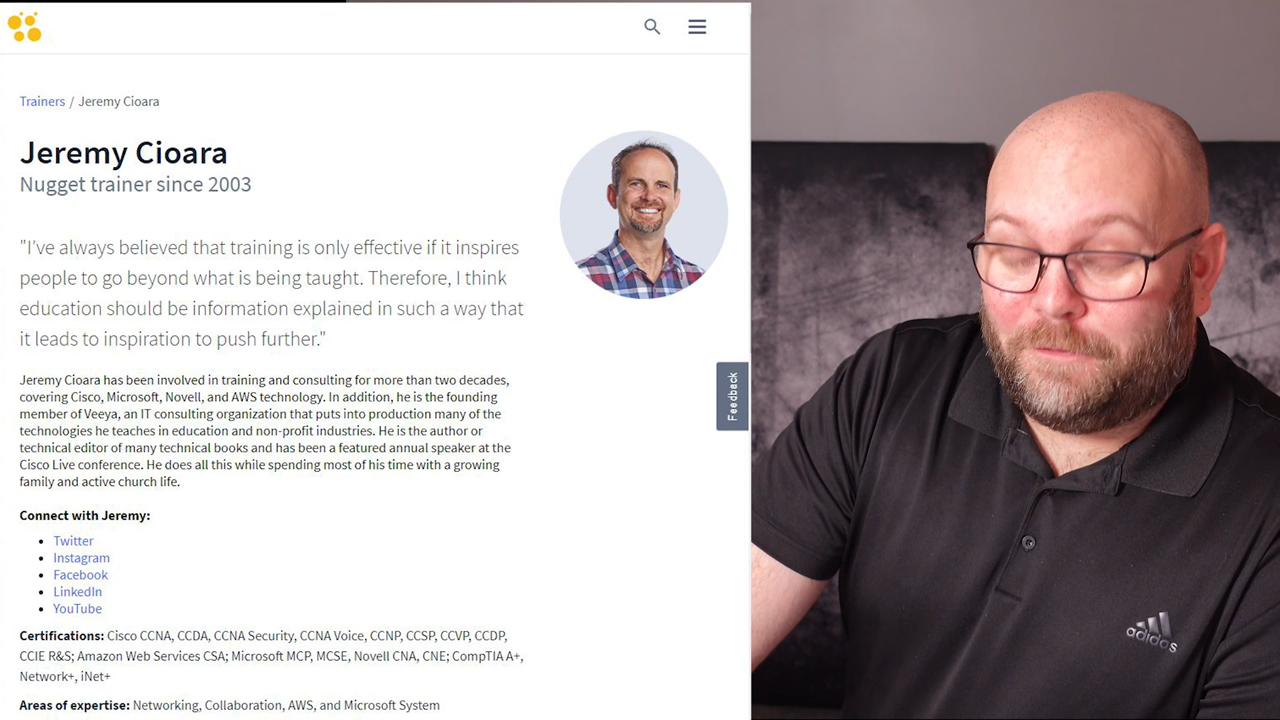 Trainers / Jeremy Cioara
Jeremy Cioara
Nugget trainer since 2003
"I've always believed that training is only effective if it inspires
people to go beyond what is being taught. Therefore, I think
education should be information explained in such a way that
it leads to inspiration to push further."
Feedback
Jeremy Cioara has been involved in training and consulting for more than two decades,
covering Cisco, Microsoft, Novell, and AWS technology. In addition, he is the founding
member of Veeya, an IT consulting organization that puts into production many of the
technologies he teaches in education and non-profit industries. He is the author or
technical editor of many technical books and has been a featured annual speaker at the
Cisco Live conference. He does all this while spending most of his time with a growing
family and active church life.
Connect with Jeremy:
Twitter
Instagram
Facebook
LinkedIn
YouTube
Certifications: Cisco CCNA, CCDA, CCNA Security, CCNA Voice, CCNP, CCSP, CCVP, CCDP,
CCIE R&S; Amazon Web Services CSA; Microsoft MCP, MCSE, Novell CNA, CNE; CompTIA A+,
Network+, iNet+
Areas of expertise: Networking, Collaboration, AWS, and Microsoft System
adidas